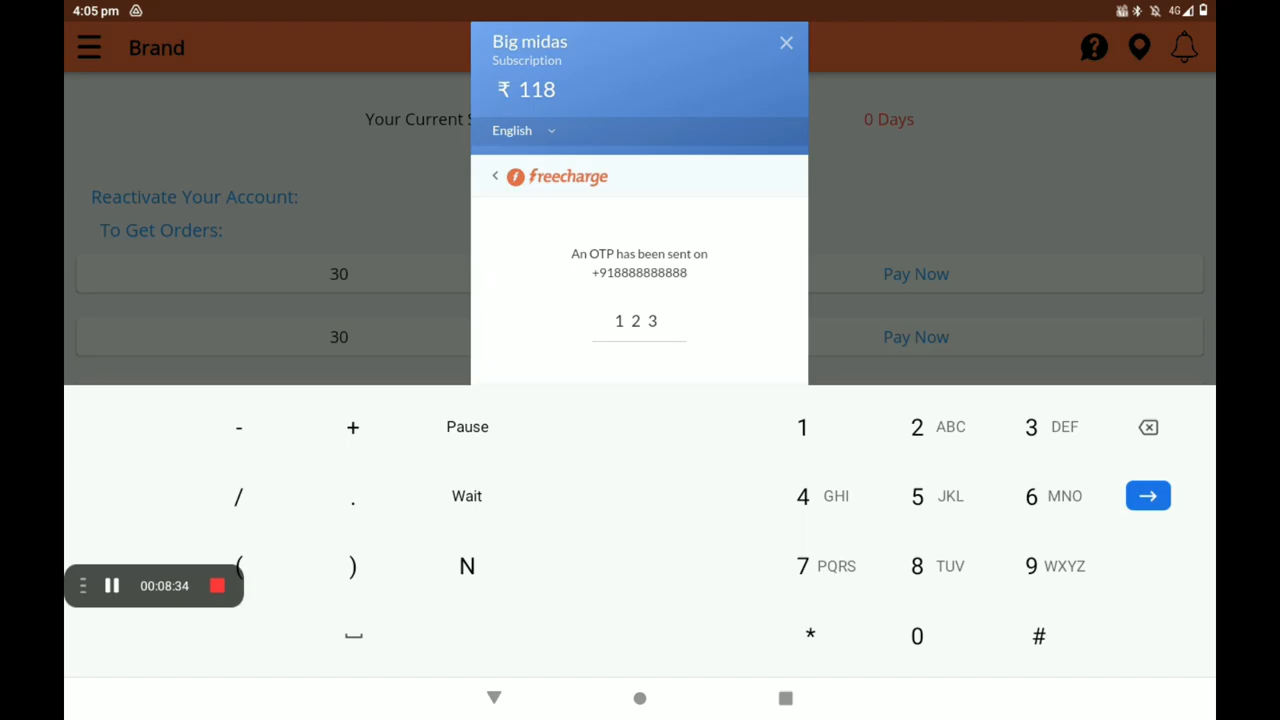 4:05 pm
4G
Brand
Big midas
Subscription
₹ 118
English
freecharge
Your Current S
0 Days
An OTP has been sent on
+918888888888
1 2 3
Reactivate Your Account:
To Get Orders:
30 Pay Now
30 Pay Now
- + Pause 1 2 ABC 3 DEF
/ . Wait 4 GHI 5 JKL 6 MNO
( ) N 7 PQRS 8 TUV 9 WXYZ
00:08:34
* 0 #